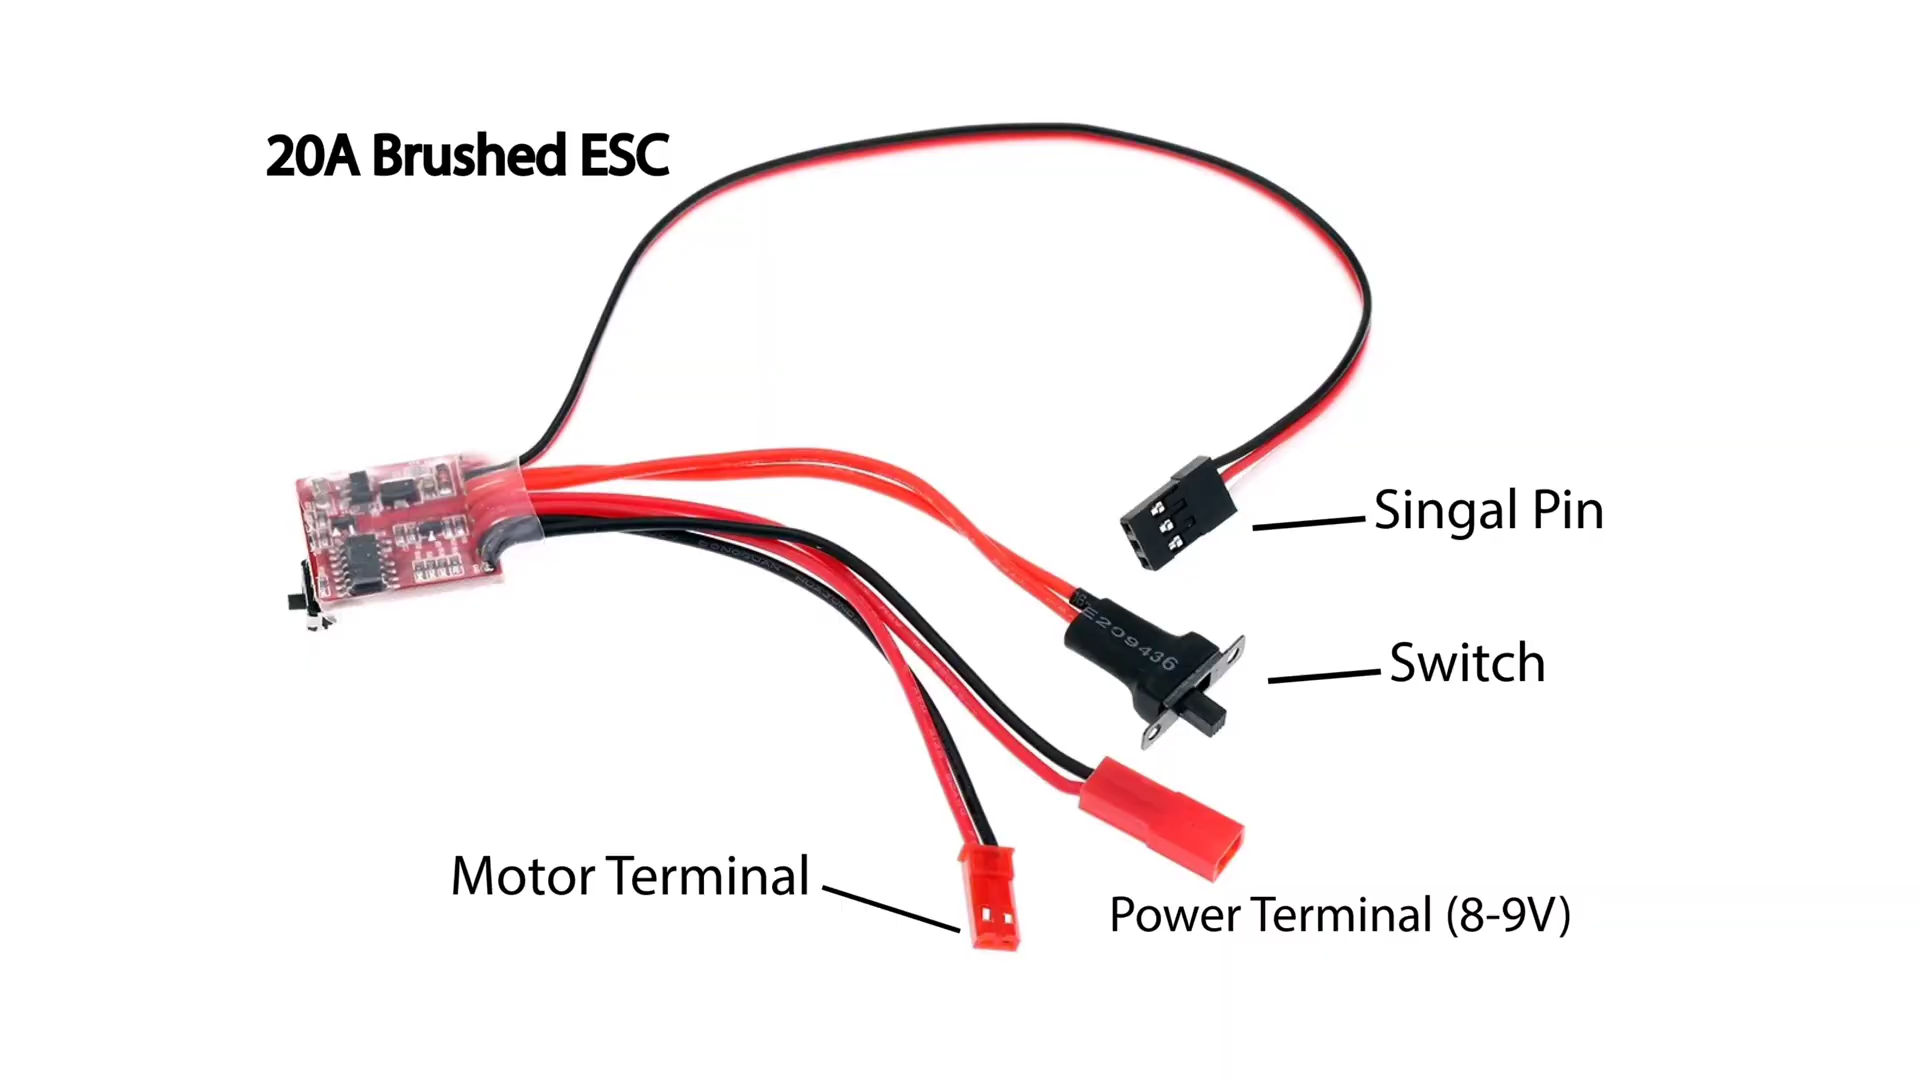 20A Brushed ESC
Singal Pin
E209436
Switch
Motor Terminal
Power Terminal (8-9V)